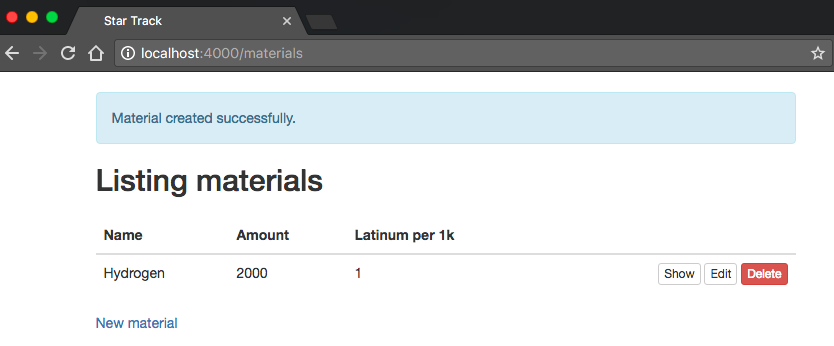 Star Track
localhost:4000/materials
Material created successfully.
Listing materials
Name Amount Latinum per 1k
Hydrogen 2000 1 Show Edit Delete
New material